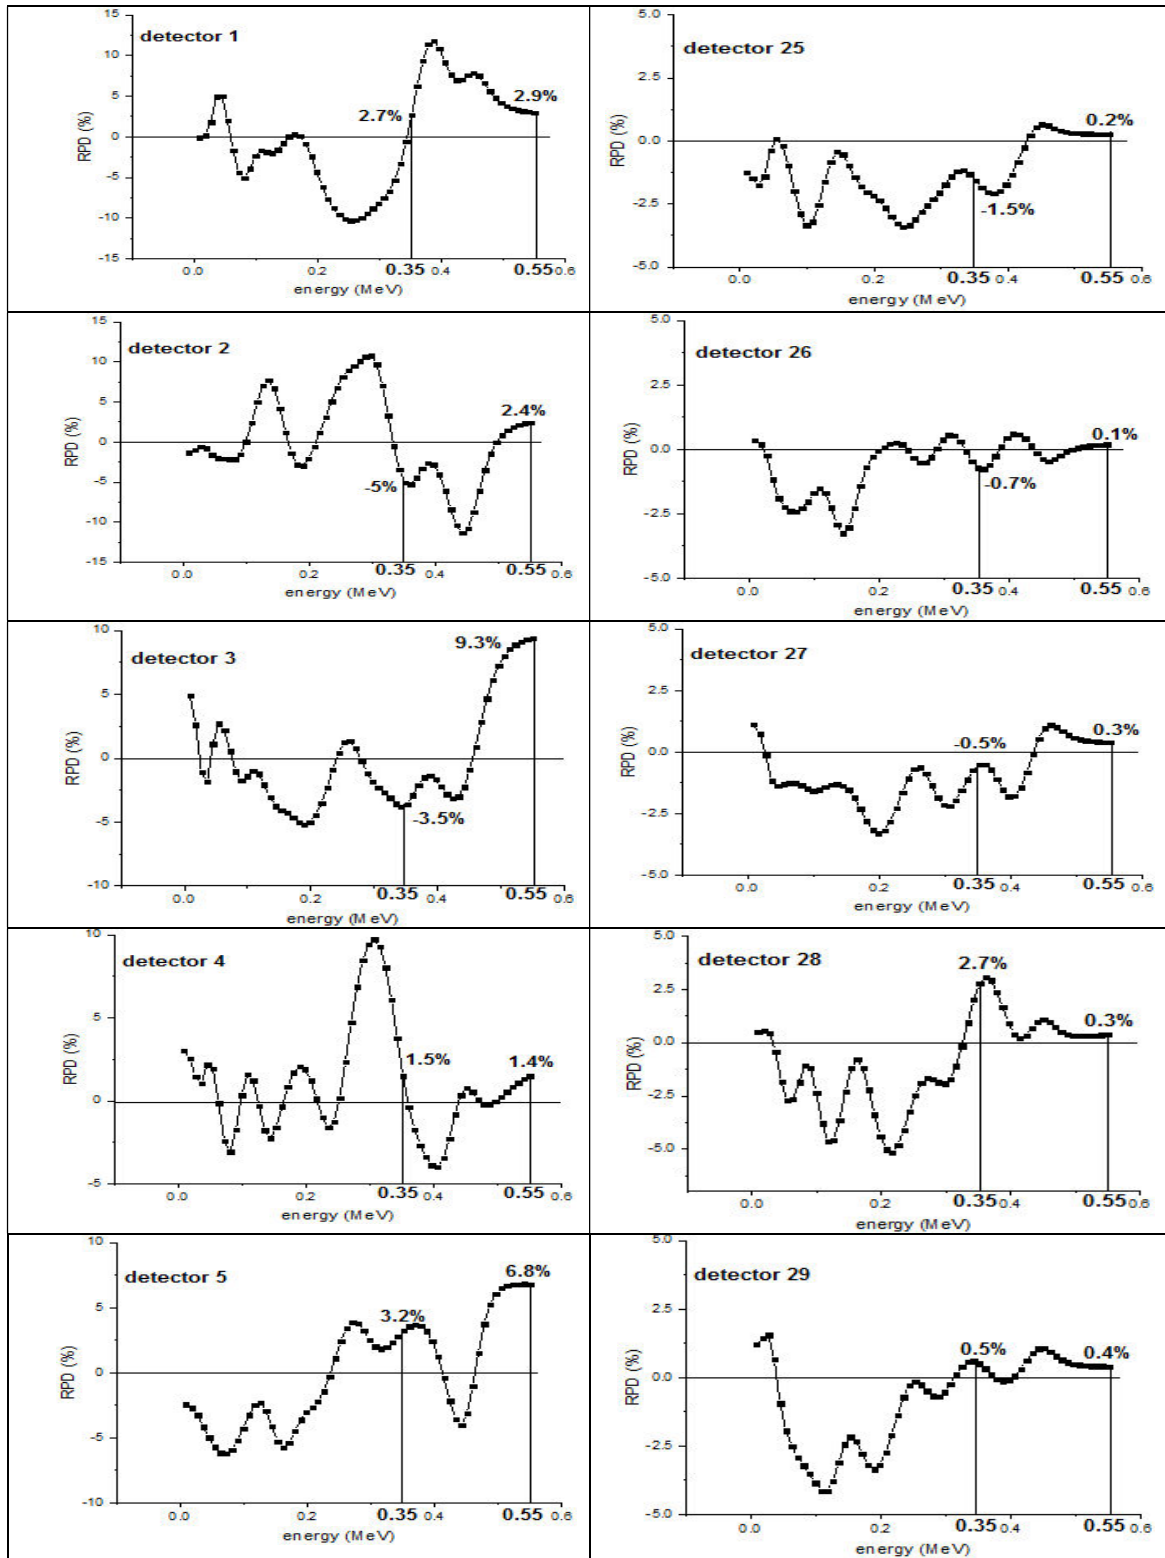 detector 1
15
10
5
0
-5
-10
-15
RPD (%)
2.7%
2.9%
0.0 0.2 0.35 0.4 0.55 0.6
energy (MeV)
detector 25
5.0
2.5
0.0
-2.5
-5.0
RPD (%)
-1.5%
0.2%
0.0 0.2 0.35 0.4 0.55 0.6
energy (MeV)
detector 2
15
10
5
0
-5
-10
-15
RPD (%)
-5%
2.4%
0.0 0.2 0.35 0.4 0.55 0.6
energy (MeV)
detector 26
5.0
2.5
0.0
-2.5
-5.0
RPD (%)
-0.7%
0.1%
0.0 0.2 0.35 0.4 0.55 0.6
energy (MeV)
detector 3
10
5
0
-5
-10
RPD (%)
-3.5%
9.3%
0.0 0.2 0.35 0.4 0.55 0.6
energy (MeV)
detector 27
5.0
2.5
0.0
-2.5
-5.0
RPD (%)
-0.5%
0.3%
0.0 0.2 0.35 0.4 0.55 0.6
energy (MeV)
detector 4
10
5
0
-5
RPD (%)
1.5%
1.4%
0.0 0.2 0.35 0.4 0.55 0.6
energy (MeV)
detector 28
5.0
2.5
0.0
-2.5
-5.0
RPD (%)
2.7%
0.3%
0.0 0.2 0.35 0.4 0.55 0.6
energy (MeV)
detector 5
10
5
0
-5
-10
RPD (%)
3.2%
6.8%
0.0 0.2 0.35 0.4 0.55 0.6
energy (MeV)
detector 29
5.0
2.5
0.0
-2.5
-5.0
RPD (%)
0.5%
0.4%
0.0 0.2 0.35 0.4 0.55 0.6
energy (MeV)